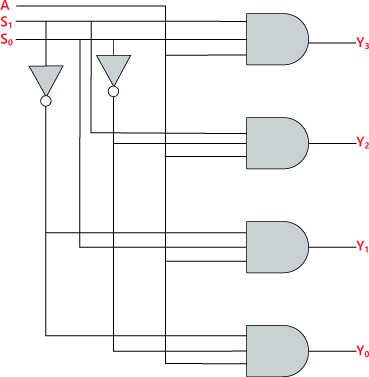 A
S₁
S₀
Y₃
Y₂
Y₁
Y₀